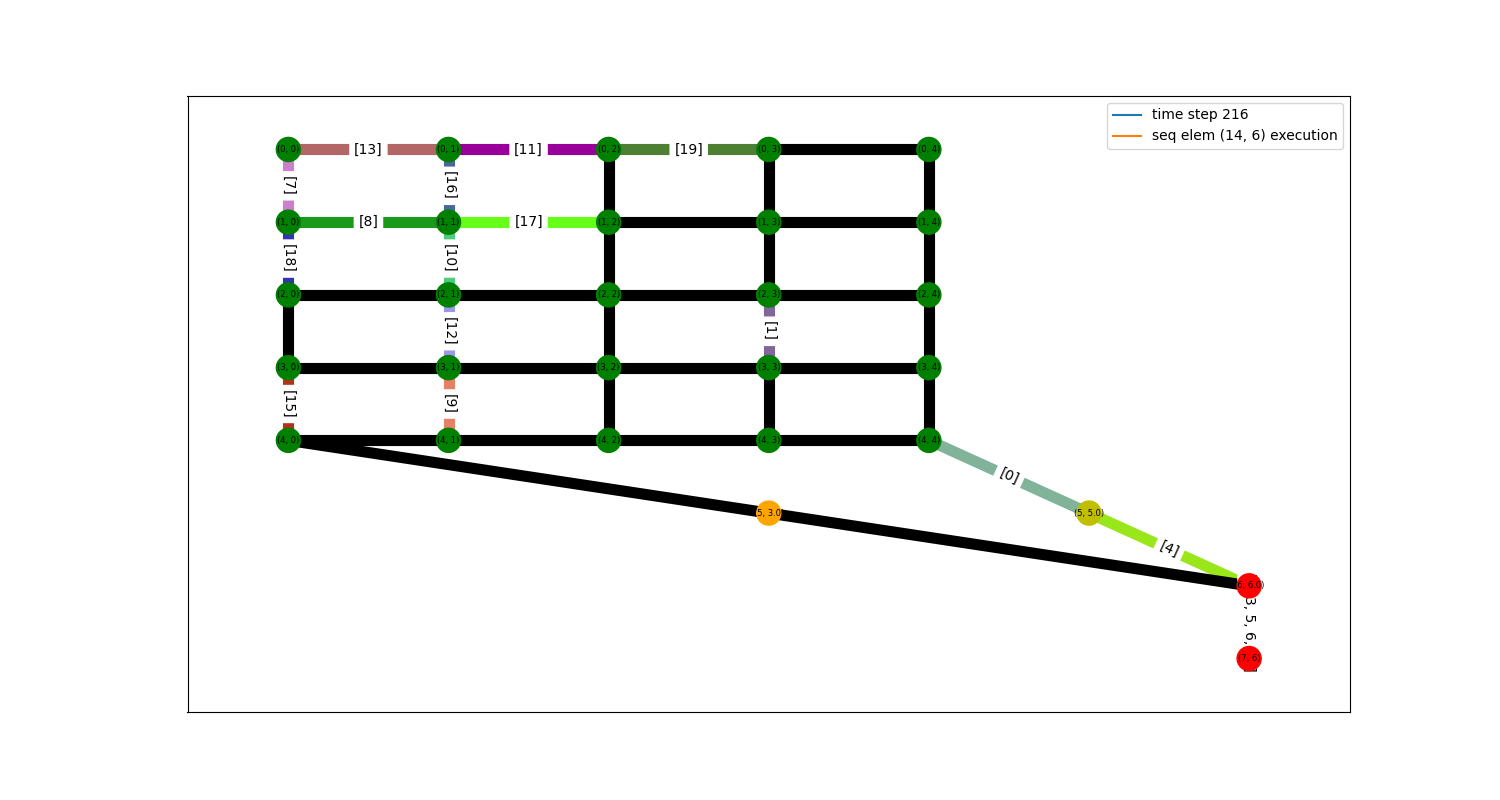 time step 216
seq elem (14, 6) execution
(0, 0) [13] (0, 1) [11] (0, 2) [19] (0, 3) (0, 4)
[7] [16]
(1, 0) [8] (1, 1) [17] (1, 2) (1, 3) (1, 4)
[18] [10]
(2, 0) (2, 1) (2, 2) (2, 3) (2, 4)
[12] [1]
(3, 0) (3, 1) (3, 2) (3, 3) (3, 4)
[15] [9]
(4, 0) (4, 1) (4, 2) (4, 3) (4, 4)
[0]
(5, 3.0) (5, 5.0)
[4]
(6, 6.0)
3, 5, 6,
(7, 6)